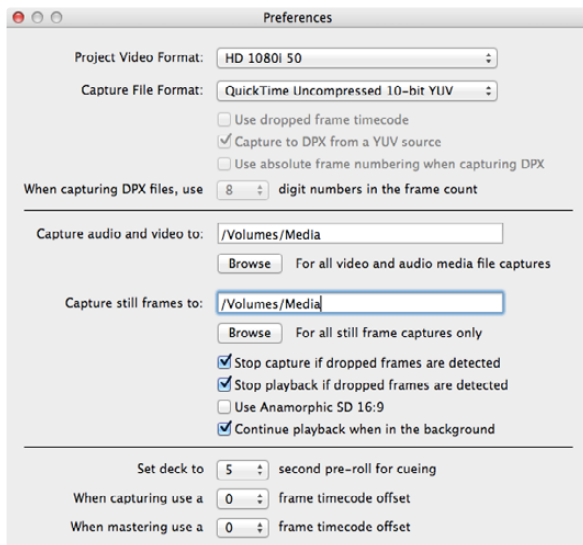 Preferences
Project Video Format: HD 1080i 50
Capture File Format: QuickTime Uncompressed 10-bit YUV
Use dropped frame timecode
Capture to DPX from a YUV source
Use absolute frame numbering when capturing DPX
When capturing DPX files, use 8 digit numbers in the frame count
Capture audio and video to: /Volumes/Media
Browse For all video and audio media file captures
Capture still frames to: /Volumes/Media
Browse For all still frame captures only
Stop capture if dropped frames are detected
Stop playback if dropped frames are detected
Use Anamorphic SD 16:9
Continue playback when in the background
Set deck to 5 second pre-roll for cueing
When capturing use a 0 frame timecode offset
When mastering use a 0 frame timecode offset